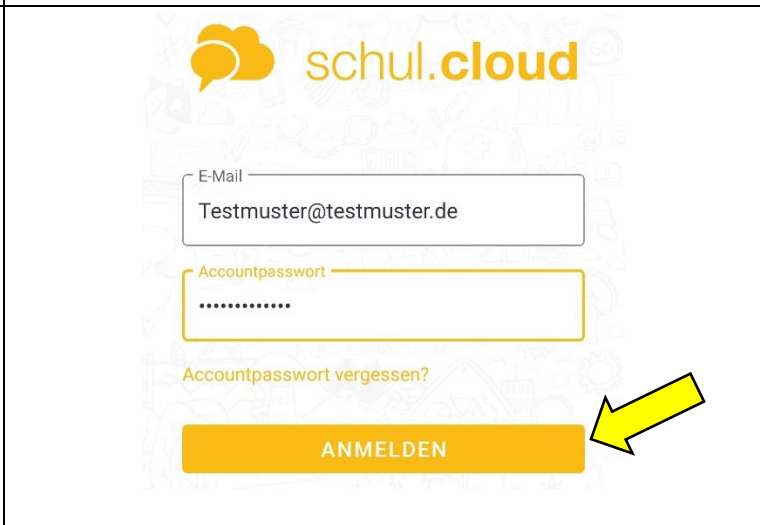 schul.cloud
E-Mail
Testmuster@testmuster.de
Accountpasswort
•••••••••••••
Accountpasswort vergessen?
ANMELDEN